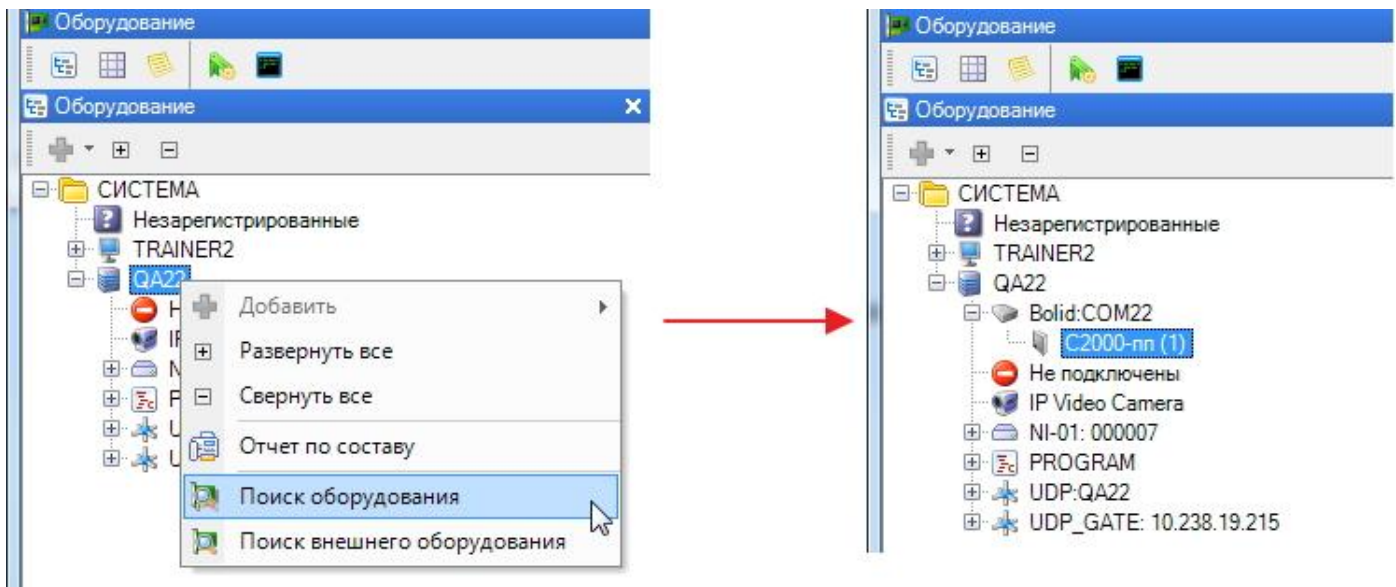 Оборудование
Оборудование
СИСТЕМА
Незарегистрированные
TRAINER2
QA22
Добавить
Развернуть все
Свернуть все
Отчет по составу
Поиск оборудования
Поиск внешнего оборудования
Оборудование
Оборудование
СИСТЕМА
Незарегистрированные
TRAINER2
QA22
Bolid:COM22
С2000-пп (1)
Не подключены
IP Video Camera
NI-01: 000007
PROGRAM
UDP:QA22
UDP_GATE: 10.238.19.215